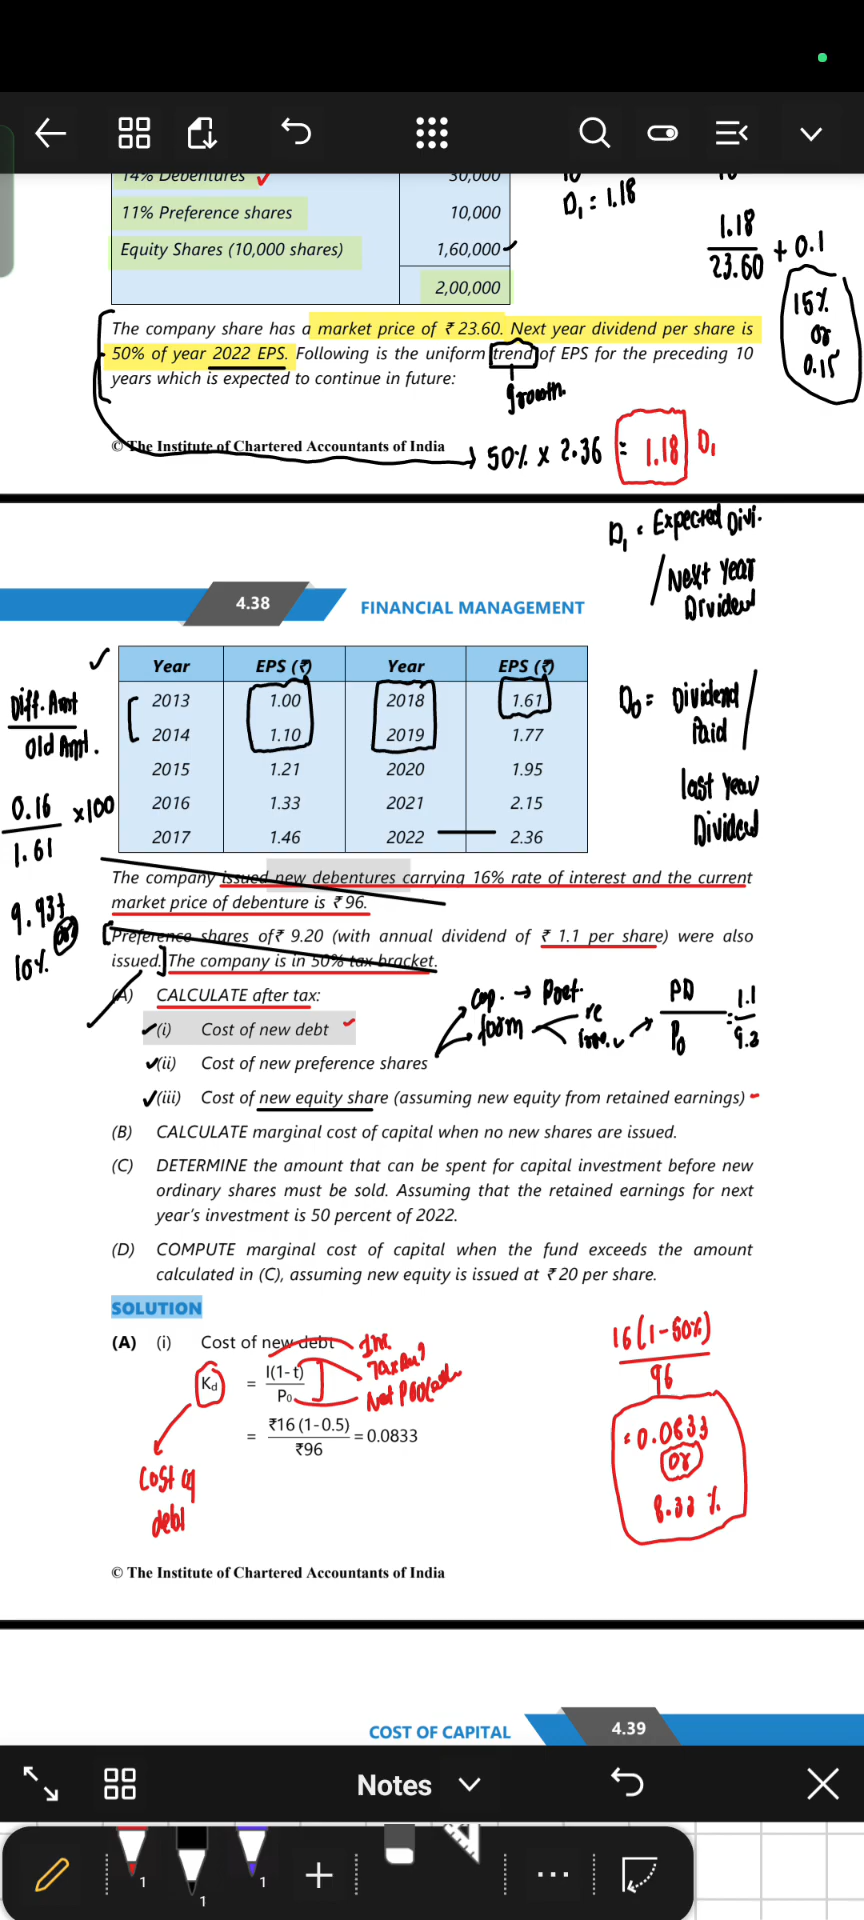 14% Debentures 30,000
11% Preference shares 10,000
Equity Shares (10,000 shares) 1,60,000
2,00,000
D₁ = 1.18
1.18
23.60 + 0.1
15%
or
0.15
The company share has a market price of ₹ 23.60. Next year dividend per share is
50% of year 2022 EPS. Following is the uniform trend of EPS for the preceding 10
years which is expected to continue in future:
growth.
© The Institute of Chartered Accountants of India
50% x 2.36 = 1.18 D₁
D₁ = Expected Divi.
/ Next Year
Dividend
4.38 FINANCIAL MANAGEMENT
Year EPS (₹) Year EPS (₹)
2013 1.00 2018 1.61
2014 1.10 2019 1.77
2015 1.21 2020 1.95
2016 1.33 2021 2.15
2017 1.46 2022 2.36
Diff. Amt
Old Amt.
0.16 x100
1.61
9.93%
or
10%
D₀ = Dividend /
Paid
last Year
Dividend
The company issued new debentures carrying 16% rate of interest and the current
market price of debenture is ₹ 96.
Preference shares of ₹ 9.20 (with annual dividend of ₹ 1.1 per share) were also
issued. The company is in 50% tax bracket.
(A) CALCULATE after tax:
(i) Cost of new debt
(ii) Cost of new preference shares
(iii) Cost of new equity share (assuming new equity from retained earnings)
Cap. → Pref.
form re
Irre.
PD
P₀
= 1.1
9.2
(B) CALCULATE marginal cost of capital when no new shares are issued.
(C) DETERMINE the amount that can be spent for capital investment before new
ordinary shares must be sold. Assuming that the retained earnings for next
year's investment is 50 percent of 2022.
(D) COMPUTE marginal cost of capital when the fund exceeds the amount
calculated in (C), assuming new equity is issued at ₹ 20 per share.
SOLUTION
(A) (i) Cost of new debt
Kd = I(1-t)
P₀
= ₹16 (1-0.5)
₹96 = 0.0833
Int.
Net Proceeds
Cost of
debt
16(1-50%)
96
= 0.0833
or
8.33 %
© The Institute of Chartered Accountants of India
COST OF CAPITAL 4.39
Notes
1
1
1